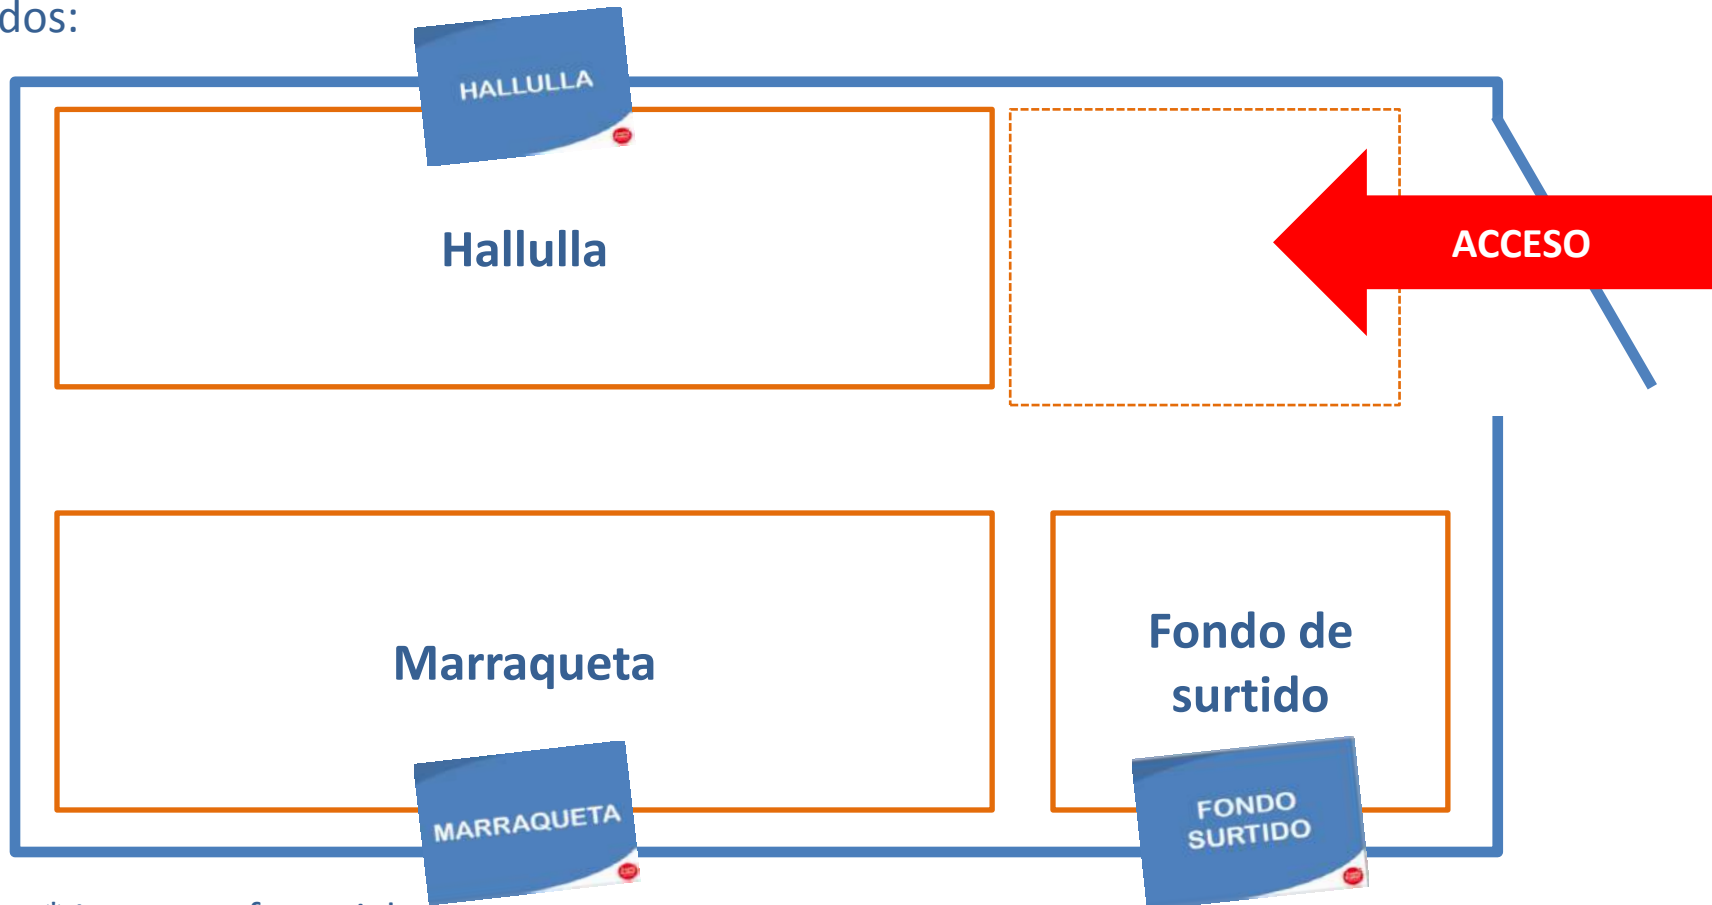 dos:
HALLULLA
Hallulla
ACCESO
Marraqueta
Fondo de
surtido
MARRAQUETA
FONDO
SURTIDO